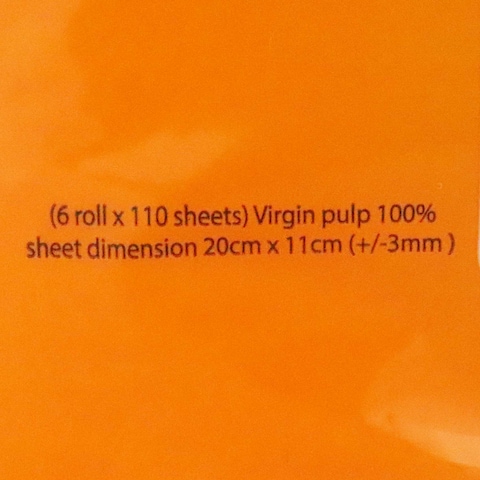 (6 roll x 110 sheets) Virgin pulp 100%
sheet dimension 20cm x 11cm (+/-3mm )